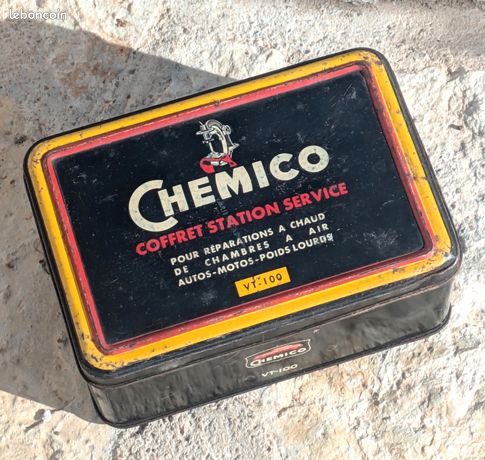 leboncoin
CHEMICO
COFFRET STATION SERVICE
POUR RÉPARATIONS A CHAUD
DE CHAMBRES A AIR
AUTOS-MOTOS-POIDS LOURDS
VT-100
CHEMICO
VT-100